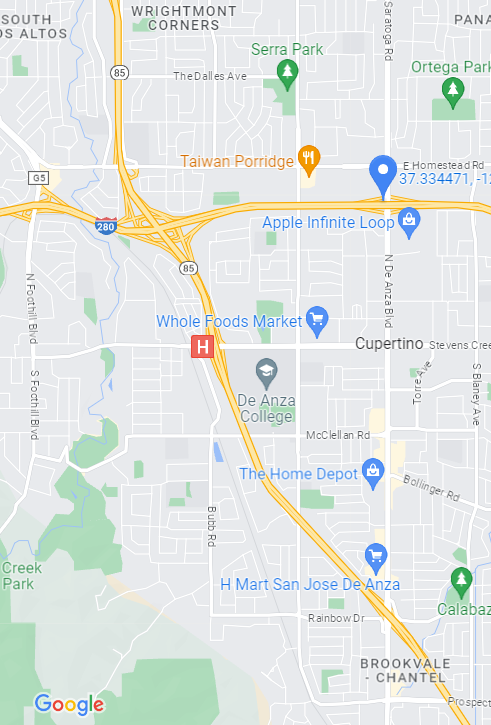 WRIGHTMONT
CORNERS
SOUTH
OS ALTOS
Saratoga Rd
PANA
Serra Park
85
The Dalles Ave
Ortega Park
Taiwan Porridge
E Homestead Rd
G5
37.334471, -12
Apple Infinite Loop
280
85
N De Anza Blvd
N Foothill Blvd
Whole Foods Market
H
Cupertino
Stevens Cree
S Foothill Blvd
De Anza
College
Torre Ave
S Blaney Ave
McClellan Rd
The Home Depot
Bollinger Rd
Bubb Rd
Creek
Park
H Mart San Jose De Anza
Calabaz
Rainbow Dr
BROOKVALE
- CHANTEL
Prospect
Google